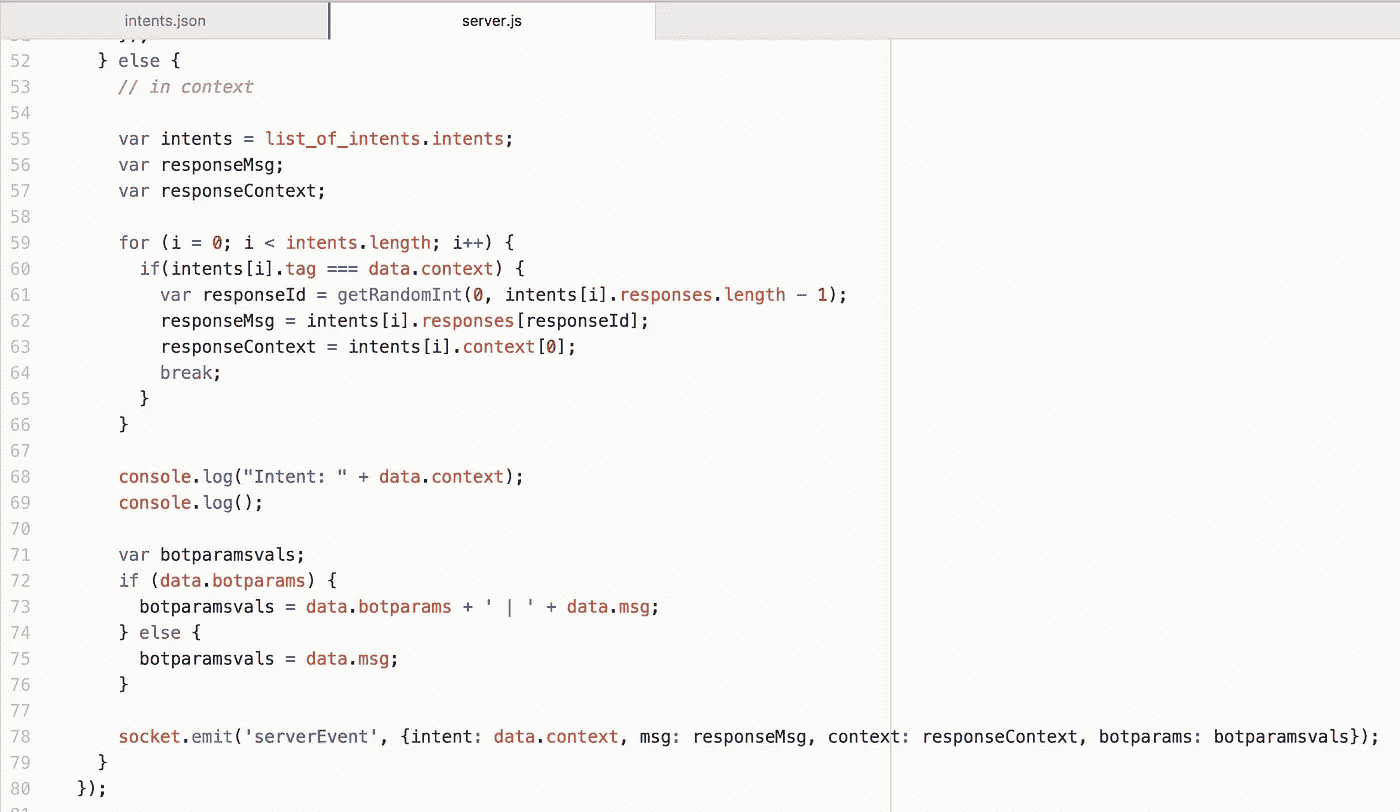 intents.json
server.js
52 } else {
53 // in context
54
55 var intents = list_of_intents.intents;
56 var responseMsg;
57 var responseContext;
58
59 for (i = 0; i < intents.length; i++) {
60 if(intents[i].tag === data.context) {
61 var responseId = getRandomInt(0, intents[i].responses.length - 1);
62 responseMsg = intents[i].responses[responseId];
63 responseContext = intents[i].context[0];
64 break;
65 }
66 }
67
68 console.log("Intent: " + data.context);
69 console.log();
70
71 var botparamsvals;
72 if (data.botparams) {
73 botparamsvals = data.botparams + ' | ' + data.msg;
74 } else {
75 botparamsvals = data.msg;
76 }
77
78 socket.emit('serverEvent', {intent: data.context, msg: responseMsg, context: responseContext, botparams: botparamsvals});
79 }
80 });